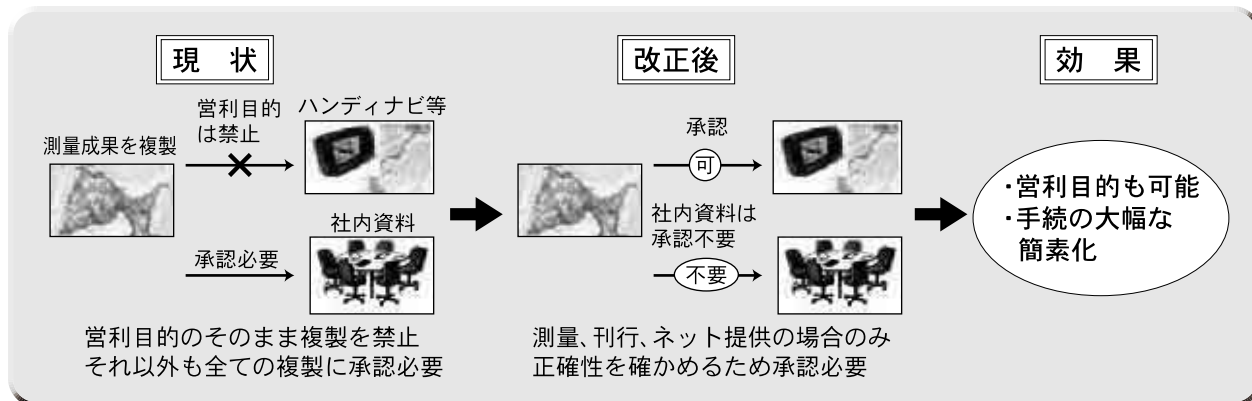 現　状
営利目的
は禁止
ハンディナビ等
測量成果を複製
社内資料
承認必要
営利目的のそのまま複製を禁止
それ以外も全ての複製に承認必要
改正後
承認
可
社内資料は
承認不要
不要
測量、刊行、ネット提供の場合のみ
正確性を確かめるため承認必要
効　果
・営利目的も可能
・手続の大幅な
簡素化